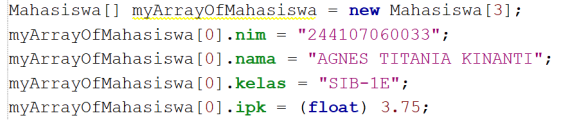 Mahasiswa[] myArrayOfMahasiswa = new Mahasiswa[3];
myArrayOfMahasiswa[0].nim = "244107060033";
myArrayOfMahasiswa[0].nama = "AGNES TITANIA KINANTI";
myArrayOfMahasiswa[0].kelas = "SIB-1E";
myArrayOfMahasiswa[0].ipk = (float) 3.75;